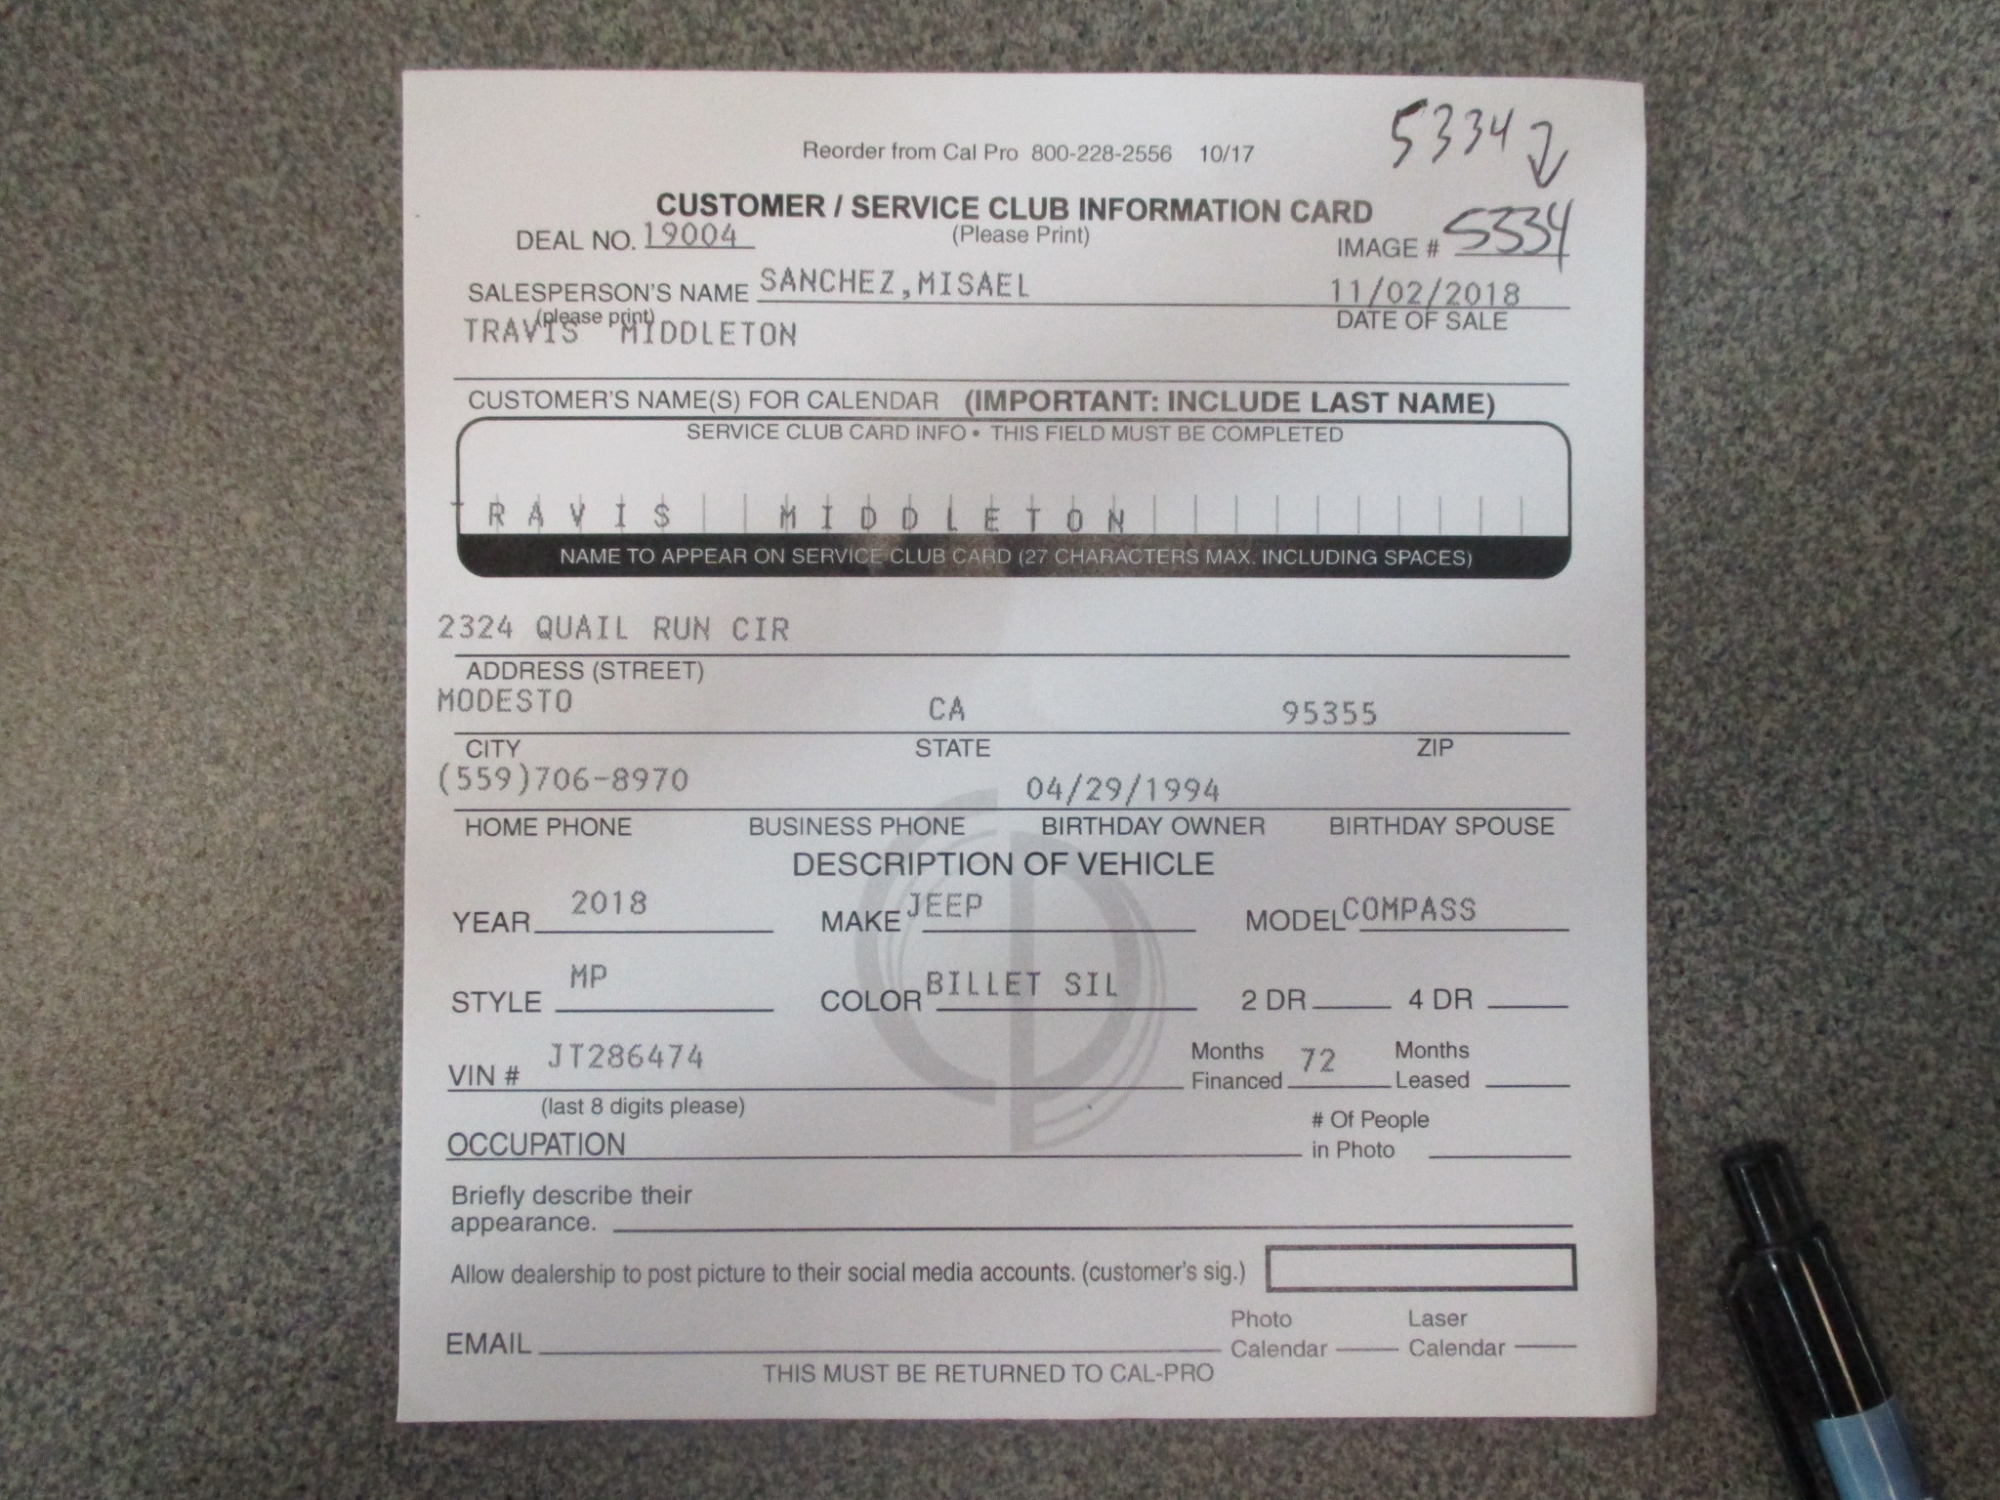 5334
Reorder from Cal Pro 800-228-2556 10/17
CUSTOMER / SERVICE CLUB INFORMATION CARD
DEAL NO. 19004 (Please Print) IMAGE # 5334
SALESPERSON'S NAME SANCHEZ,MISAEL 11/02/2018
(please print) DATE OF SALE
TRAVIS MIDDLETON
CUSTOMER'S NAME(S) FOR CALENDAR (IMPORTANT: INCLUDE LAST NAME)
SERVICE CLUB CARD INFO • THIS FIELD MUST BE COMPLETED
TRAVIS MIDDLETON
NAME TO APPEAR ON SERVICE CLUB CARD (27 CHARACTERS MAX. INCLUDING SPACES)
2324 QUAIL RUN CIR
ADDRESS (STREET)
MODESTO CA 95355
CITY STATE ZIP
(559)706-8970 04/29/1994
HOME PHONE BUSINESS PHONE BIRTHDAY OWNER BIRTHDAY SPOUSE
DESCRIPTION OF VEHICLE
YEAR 2018 MAKE JEEP MODEL COMPASS
STYLE MP COLOR BILLET SIL 2 DR 4 DR
VIN # JT286474 Months Financed 72 Months Leased
(last 8 digits please)
OCCUPATION # Of People in Photo
Briefly describe their
appearance.
Allow dealership to post picture to their social media accounts. (customer's sig.)
EMAIL Photo Calendar Laser Calendar
THIS MUST BE RETURNED TO CAL-PRO